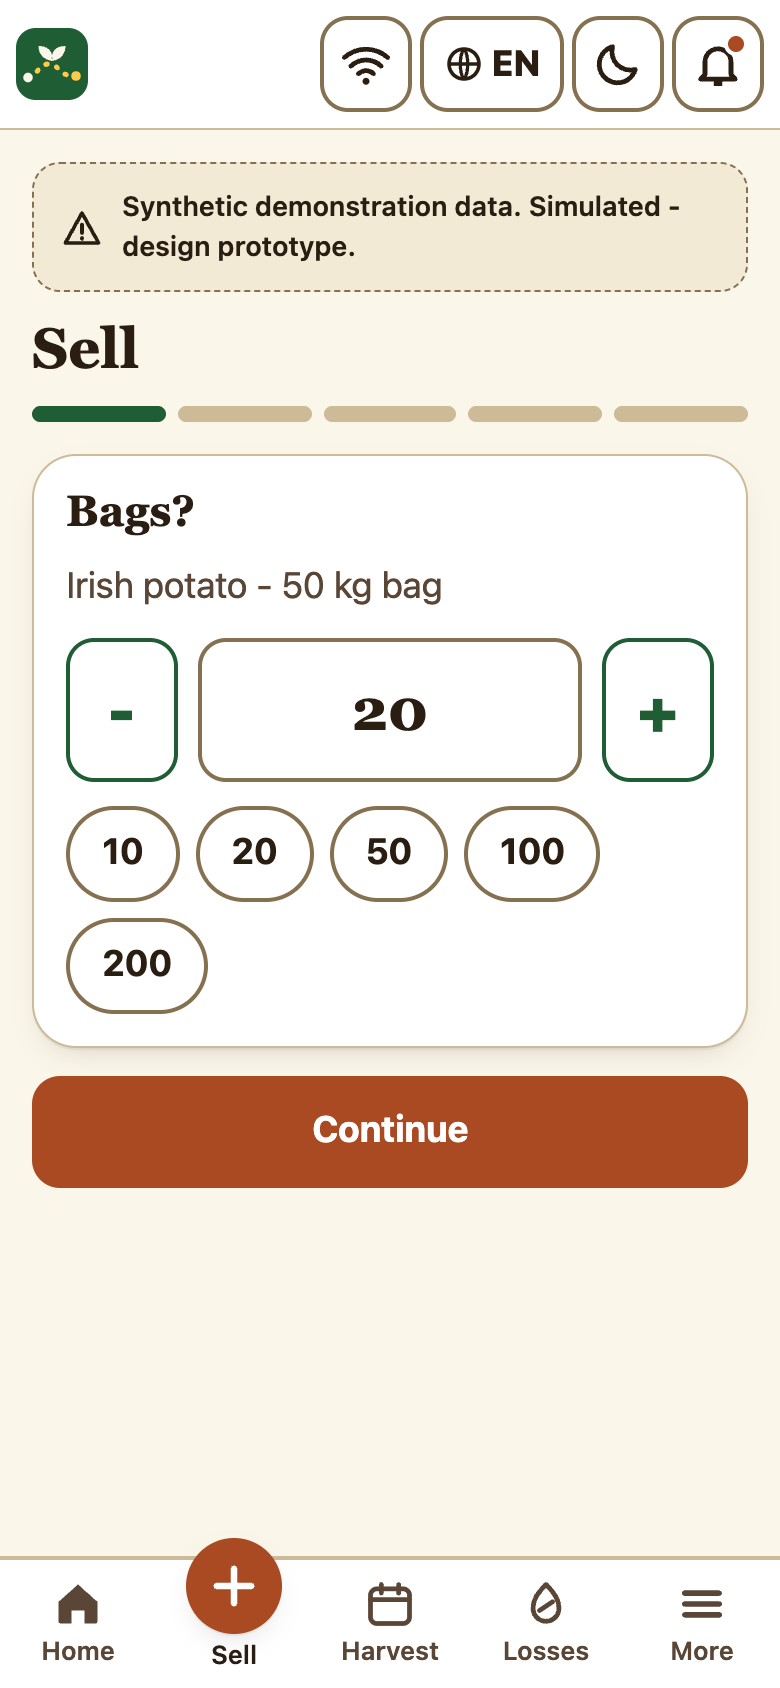 EN
Synthetic demonstration data. Simulated -
design prototype.
Sell
Bags?
Irish potato - 50 kg bag
- 20 +
10 20 50 100
200
Continue
Home Sell Harvest Losses More